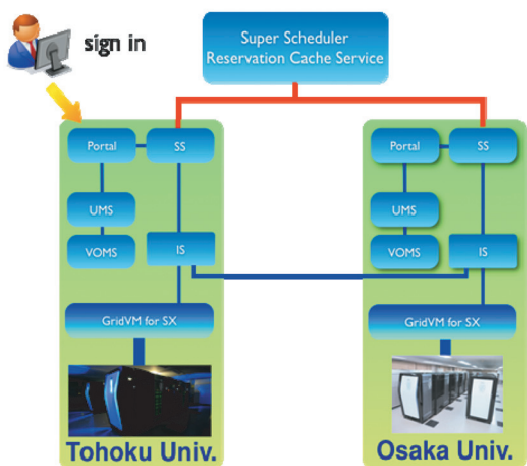 sign in
Super Scheduler
Reservation Cache Service
Portal
SS
UMS
VOMS
IS
GridVM for SX
Tohoku Univ.
Portal
SS
UMS
VOMS
IS
GridVM for SX
Osaka Univ.